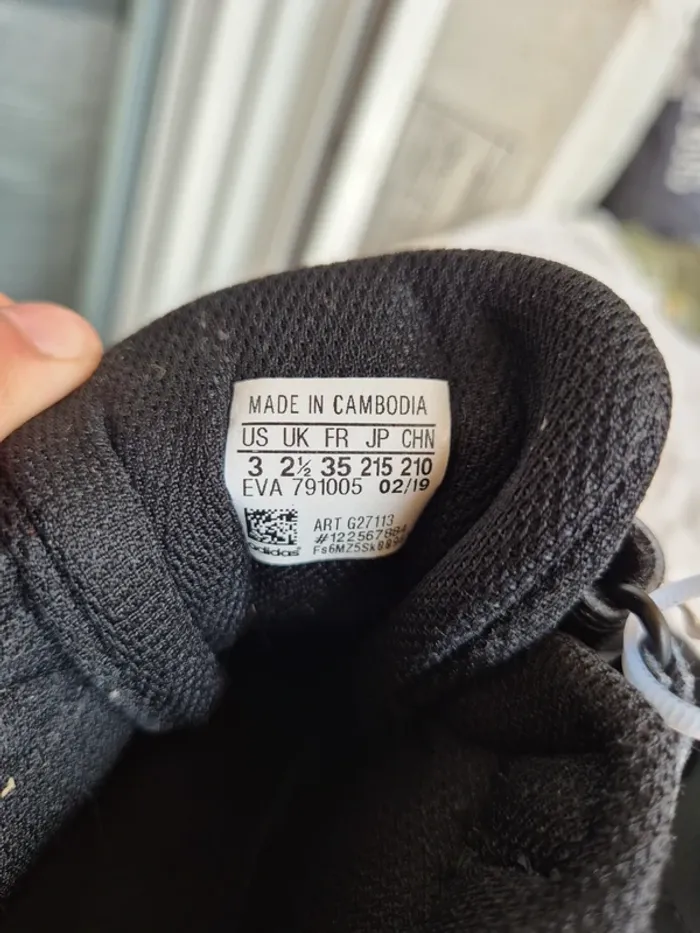 MADE IN CAMBODIA
US UK FR JP CHN
3 2½ 35 215 210
EVA 791005 02/19
ART G27113
adidas